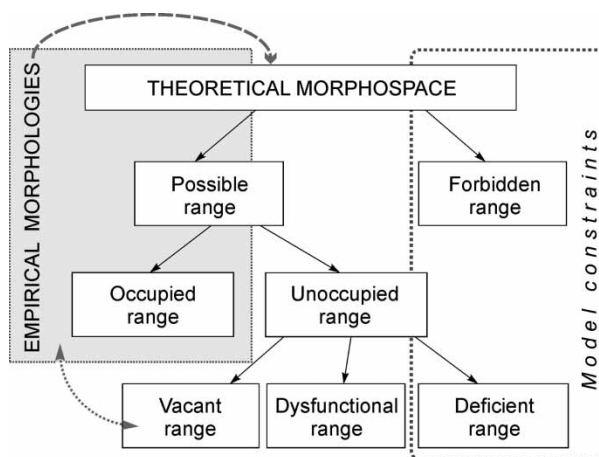 EMPIRICAL MORPHOLOGIES
THEORETICAL MORPHOSPACE
Possible
range
Forbidden
range
Occupied
range
Unoccupied
range
Vacant
range
Dysfunctional
range
Deficient
range
Model constraints